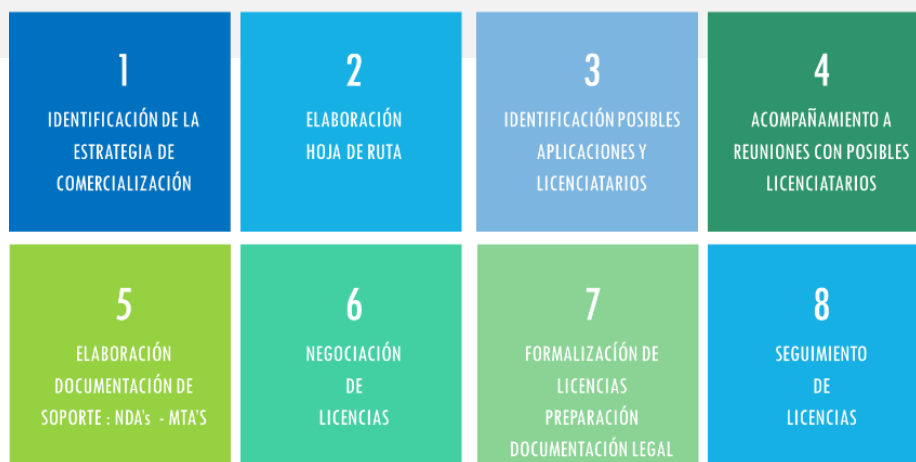 1
IDENTIFICACIÓN DE LA
ESTRATEGIA DE
COMERCIALIZACIÓN
2
ELABORACIÓN
HOJA DE RUTA
3
IDENTIFICACIÓN POSIBLES
APLICACIONES Y
LICENCIATARIOS
4
ACOMPAÑAMIENTO A
REUNIONES CON POSIBLES
LICENCIATARIOS
5
ELABORACIÓN
DOCUMENTACIÓN DE
SOPORTE : NDA's - MTA'S
6
NEGOCIACIÓN
DE
LICENCIAS
7
FORMALIZACÍÓN DE
LICENCIAS
PREPARACIÓN
DOCUMENTACIÓN LEGAL
8
SEGUIMIENTO
DE
LICENCIAS